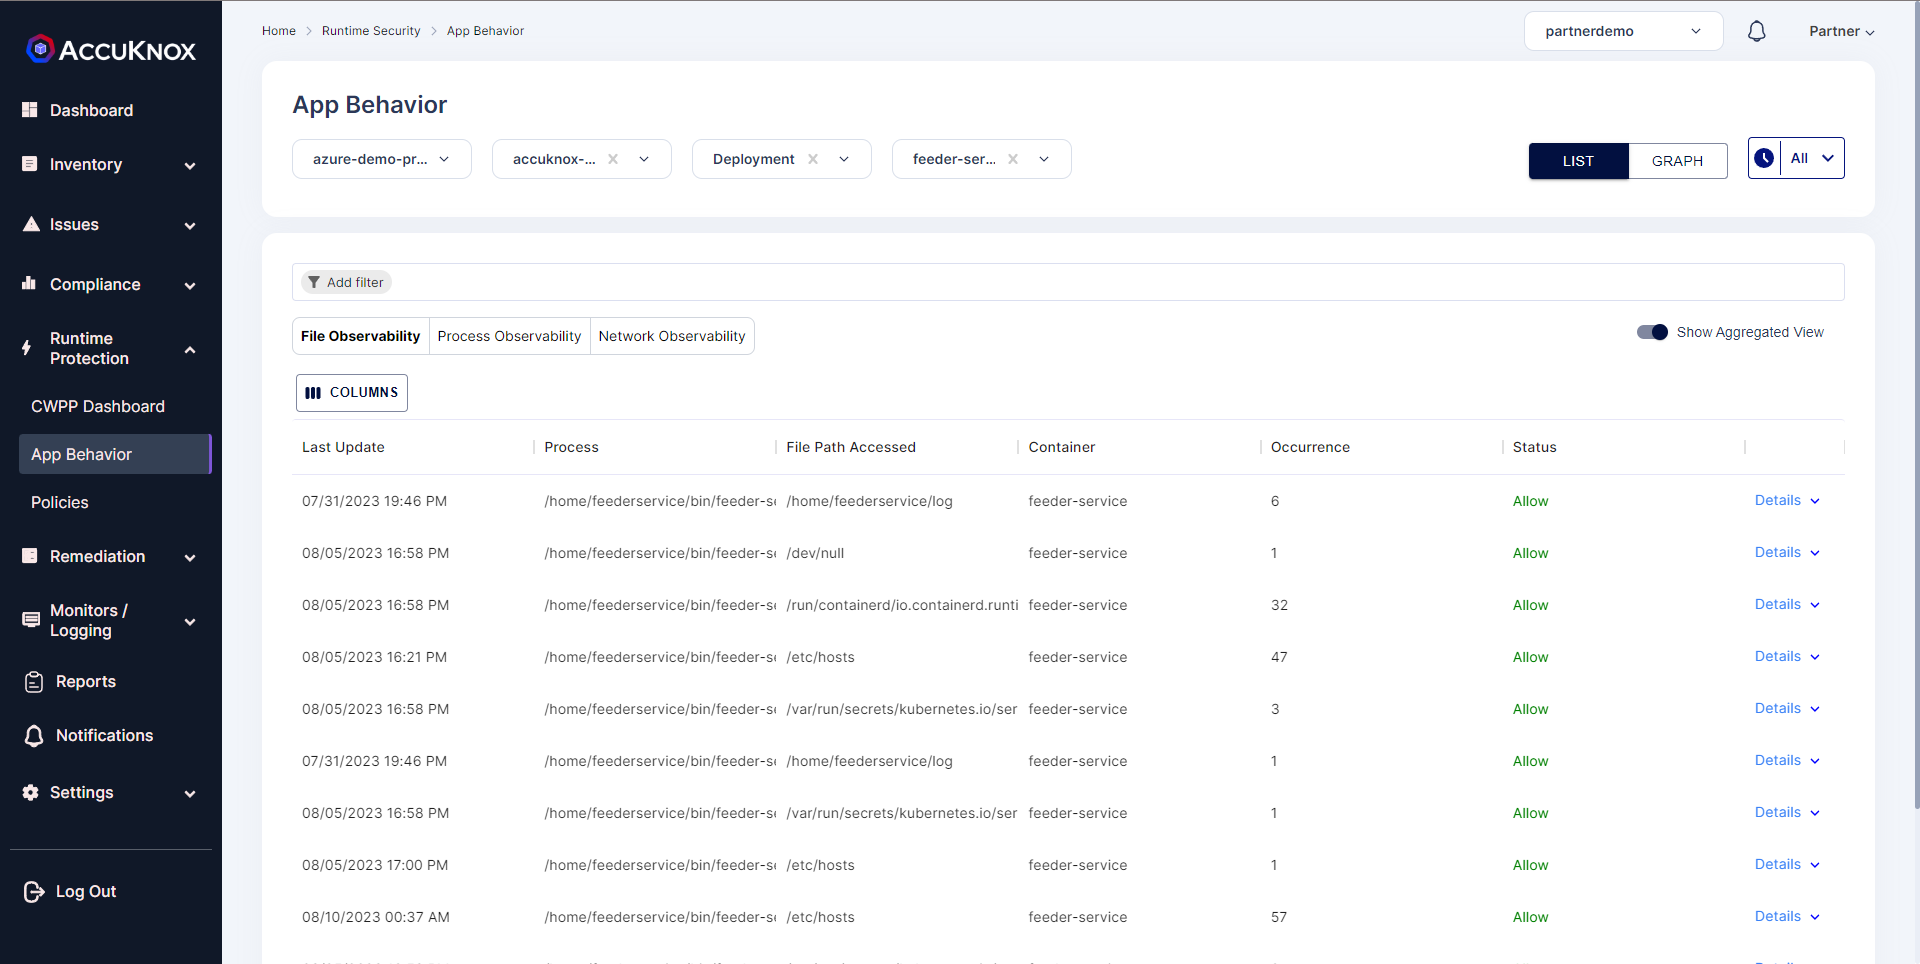 ACCUKNOX
Dashboard
Inventory
Issues
Compliance
Runtime
Protection
CWPP Dashboard
App Behavior
Policies
Remediation
Monitors /
Logging
Reports
Notifications
Settings
Log Out
Home > Runtime Security > App Behavior
partnerdemo
Partner
App Behavior
azure-demo-pr... accuknox-... Deployment feeder-ser...
LIST GRAPH All
Add filter
File Observability Process Observability Network Observability
Show Aggregated View
COLUMNS
Last Update Process File Path Accessed Container Occurrence Status
07/31/2023 19:46 PM /home/feederservice/bin/feeder-s /home/feederservice/log feeder-service 6 Allow Details
08/05/2023 16:58 PM /home/feederservice/bin/feeder-s /dev/null feeder-service 1 Allow Details
08/05/2023 16:58 PM /home/feederservice/bin/feeder-s /run/containerd/io.containerd.runti feeder-service 32 Allow Details
08/05/2023 16:21 PM /home/feederservice/bin/feeder-s /etc/hosts feeder-service 47 Allow Details
08/05/2023 16:58 PM /home/feederservice/bin/feeder-s /var/run/secrets/kubernetes.io/ser feeder-service 3 Allow Details
07/31/2023 19:46 PM /home/feederservice/bin/feeder-s /home/feederservice/log feeder-service 1 Allow Details
08/05/2023 16:58 PM /home/feederservice/bin/feeder-s /var/run/secrets/kubernetes.io/ser feeder-service 1 Allow Details
08/05/2023 17:00 PM /home/feederservice/bin/feeder-s /etc/hosts feeder-service 1 Allow Details
08/10/2023 00:37 AM /home/feederservice/bin/feeder-s /etc/hosts feeder-service 57 Allow Details